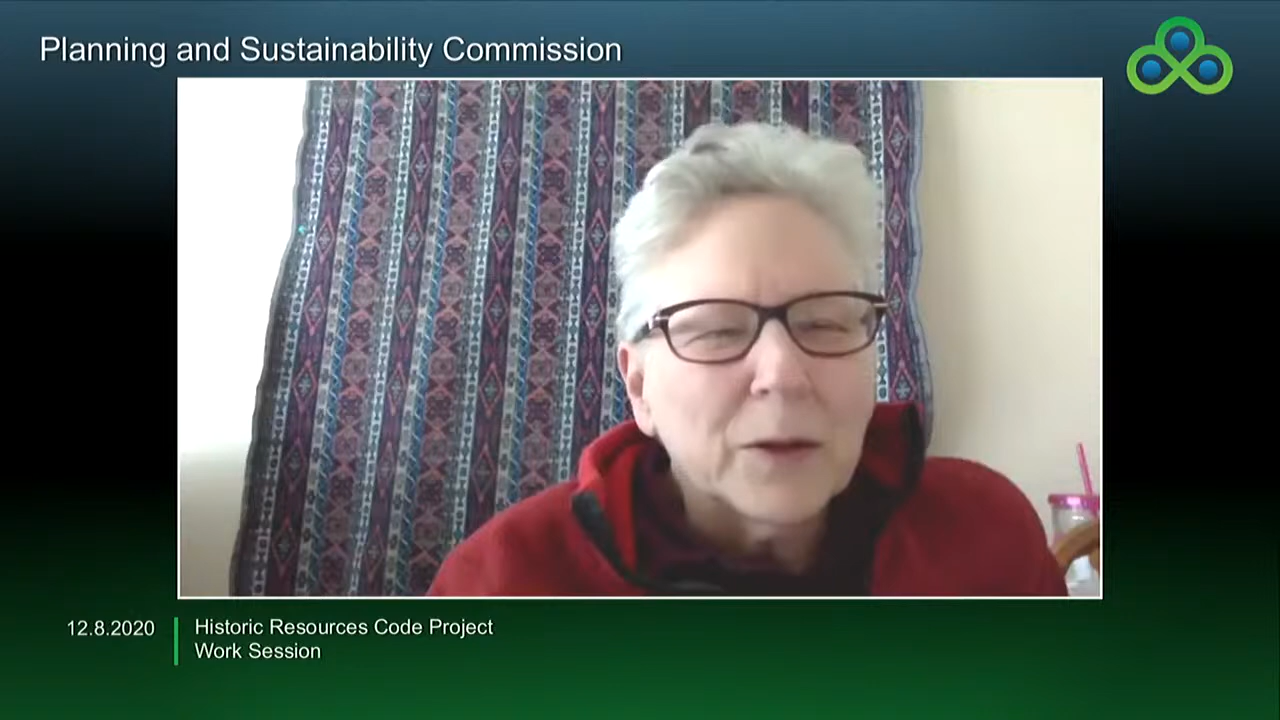 Planning and Sustainability Commission
12.8.2020
Historic Resources Code Project
Work Session